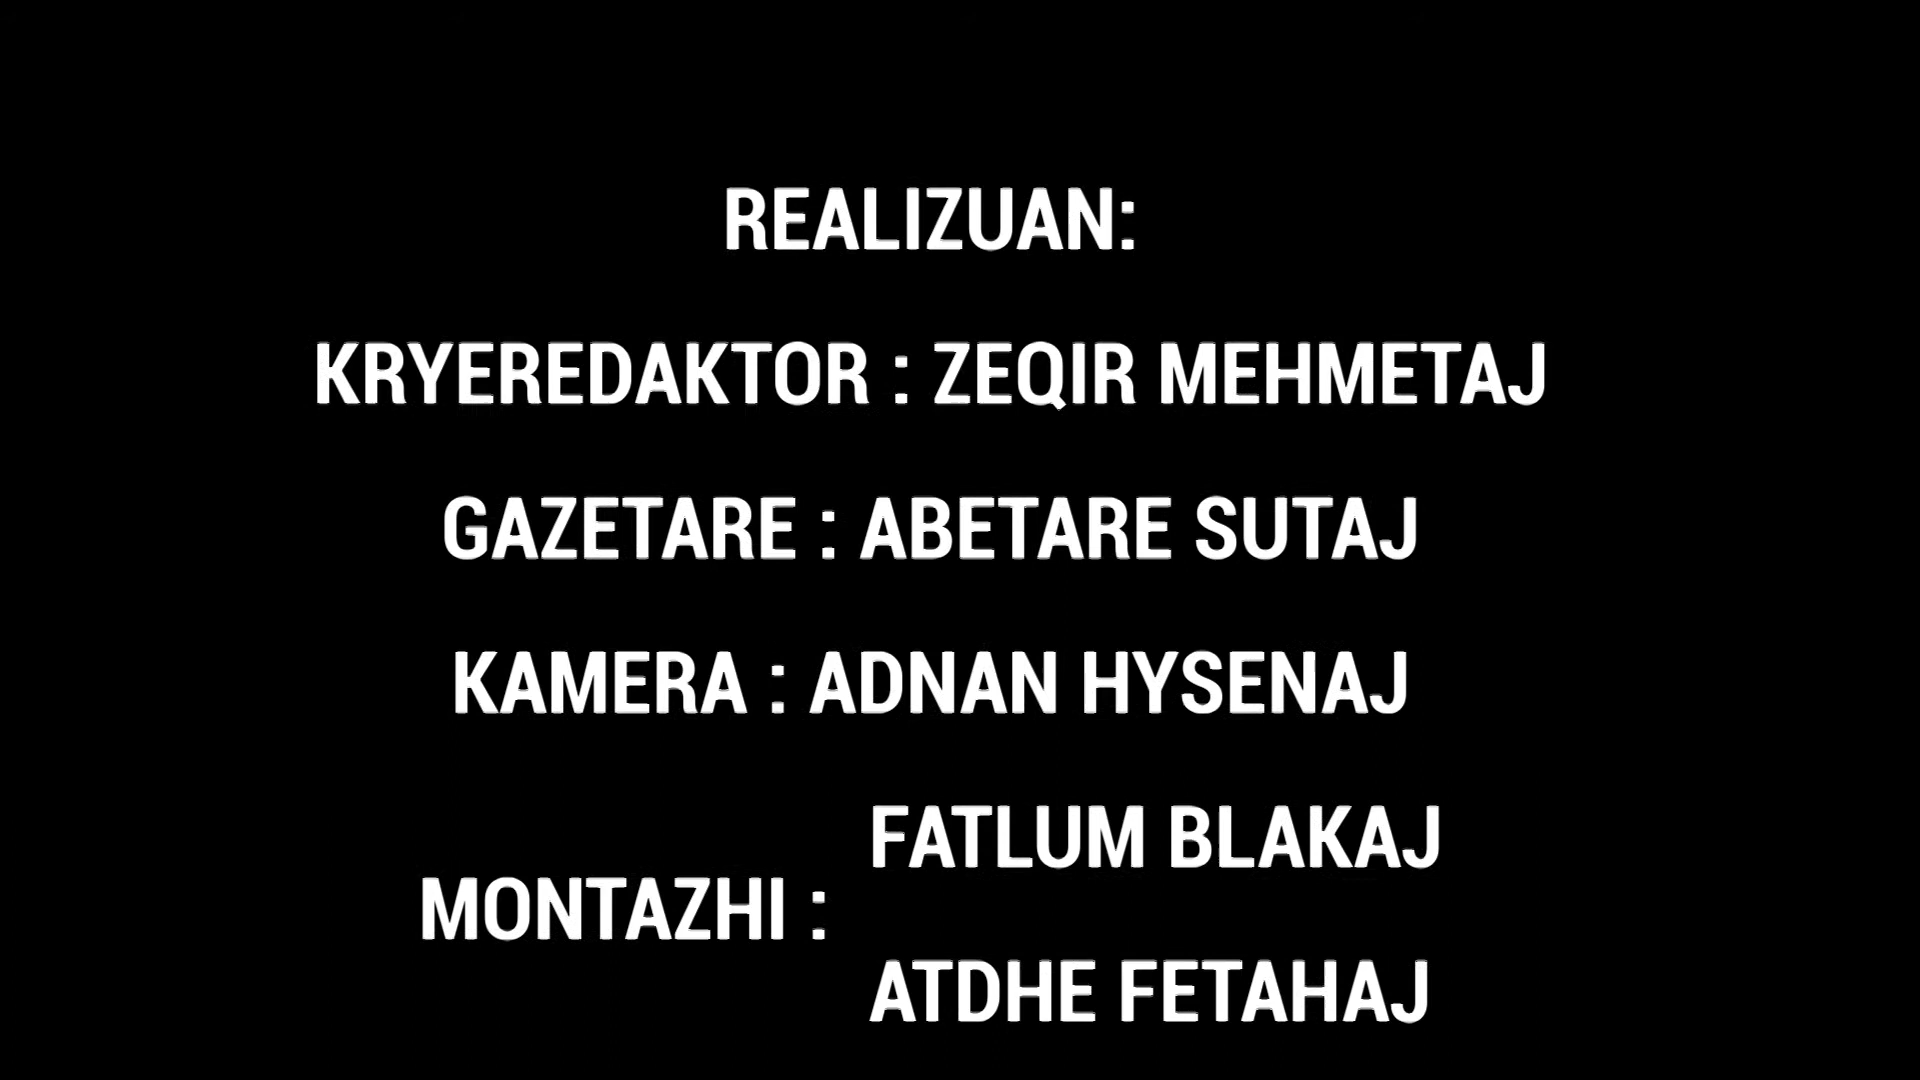 REALIZUAN:
KRYEREDAKTOR : ZEQIR MEHMETAJ
GAZETARE : ABETARE SUTAJ
KAMERA : ADNAN HYSENAJ
MONTAZHI :
FATLUM BLAKAJ
ATDHE FETAHAJ